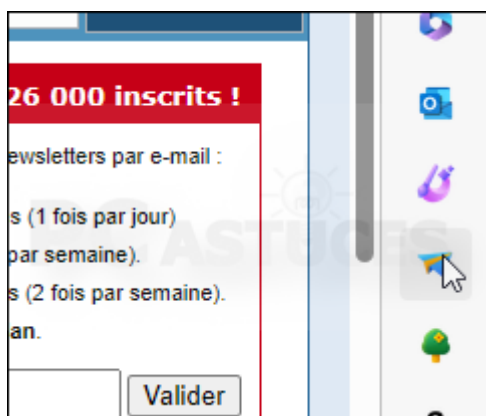 26 000 inscrits !
ewsletters par e-mail :
s (1 fois par jour)
par semaine).
s (2 fois par semaine).
an.
Valider
PC ASTUCES